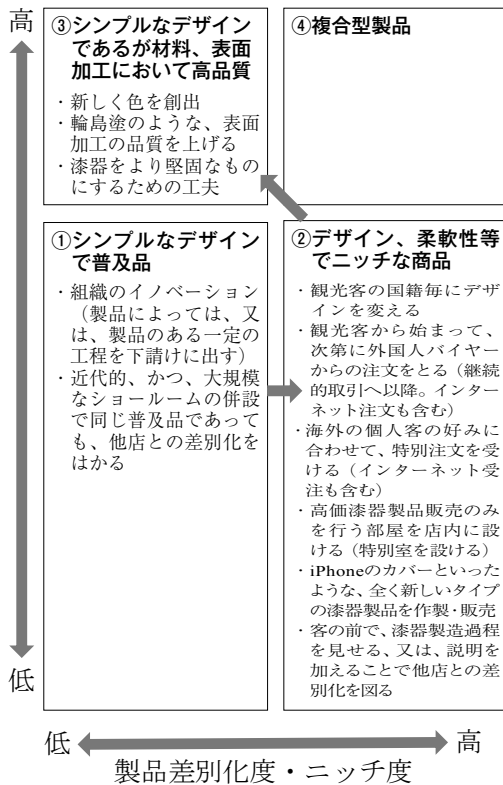 高
③シンプルなデザイン
であるが材料、表面
加工において高品質
・新しく色を創出
・輪島塗のような、表面
加工の品質を上げる
・漆器をより堅固なもの
にするための工夫
④複合型製品
①シンプルなデザイン
で普及品
・組織のイノベーション
（製品によっては、又
は、製品のある一定の
工程を下請けに出す）
・近代的、かつ、大規模
なショールームの併設
で同じ普及品であって
も、他店との差別化を
はかる
②デザイン、柔軟性等
でニッチな商品
・観光客の国籍毎にデザ
インを変える
・観光客から始まって、
次第に外国人バイヤー
からの注文をとる（継続
的取引へ以降。インター
ネット注文も含む）
・海外の個人客の好みに
合わせて、特別注文を受
ける（インターネット受
注も含む）
・高価漆器製品販売のみ
を行う部屋を店内に設
ける（特別室を設ける）
・iPhoneのカバーといった
ような、全く新しいタイプ
の漆器製品を作製・販売
・客の前で、漆器製造過程
を見せる、又は、説明を
加えることで他店との差
別化を図る
低
低
高
製品差別化度・ニッチ度